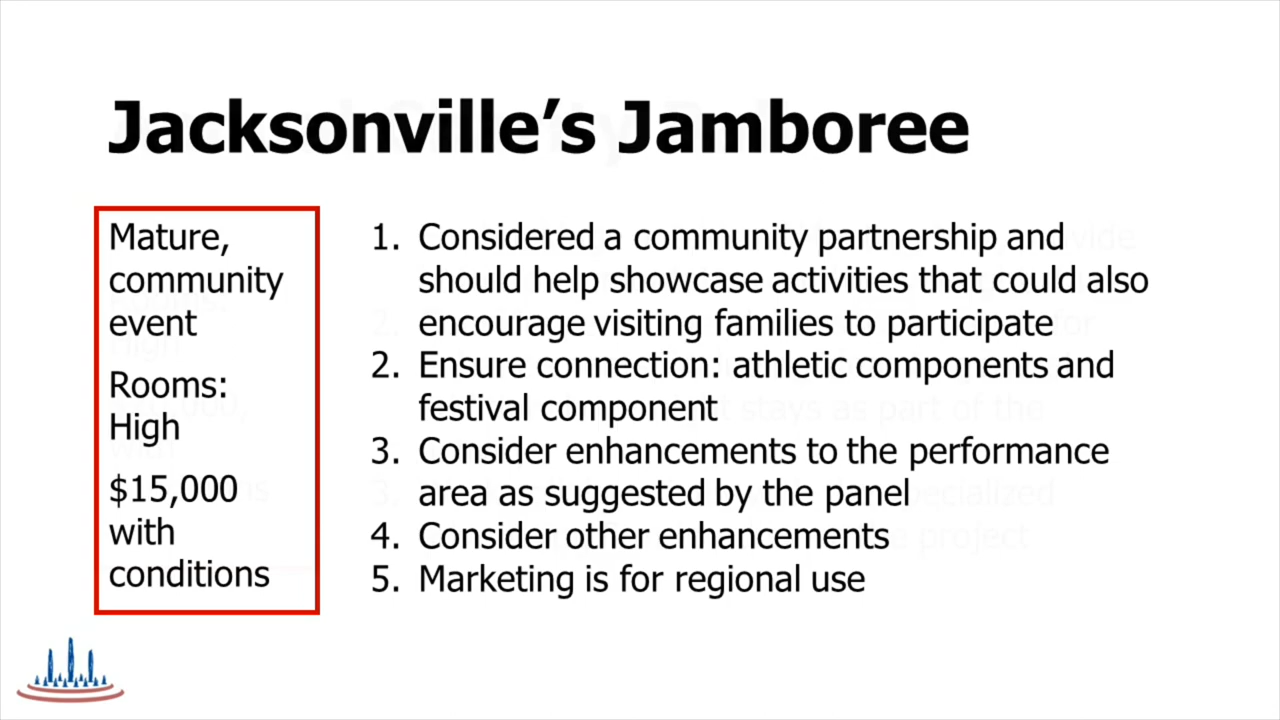 Jacksonville’s Jamboree
Mature,
community
event
Rooms:
High
$15,000
with
conditions
1. Considered a community partnership and
should help showcase activities that could also
encourage visiting families to participate
2. Ensure connection: athletic components and
festival component
3. Consider enhancements to the performance
area as suggested by the panel
4. Consider other enhancements
5. Marketing is for regional use